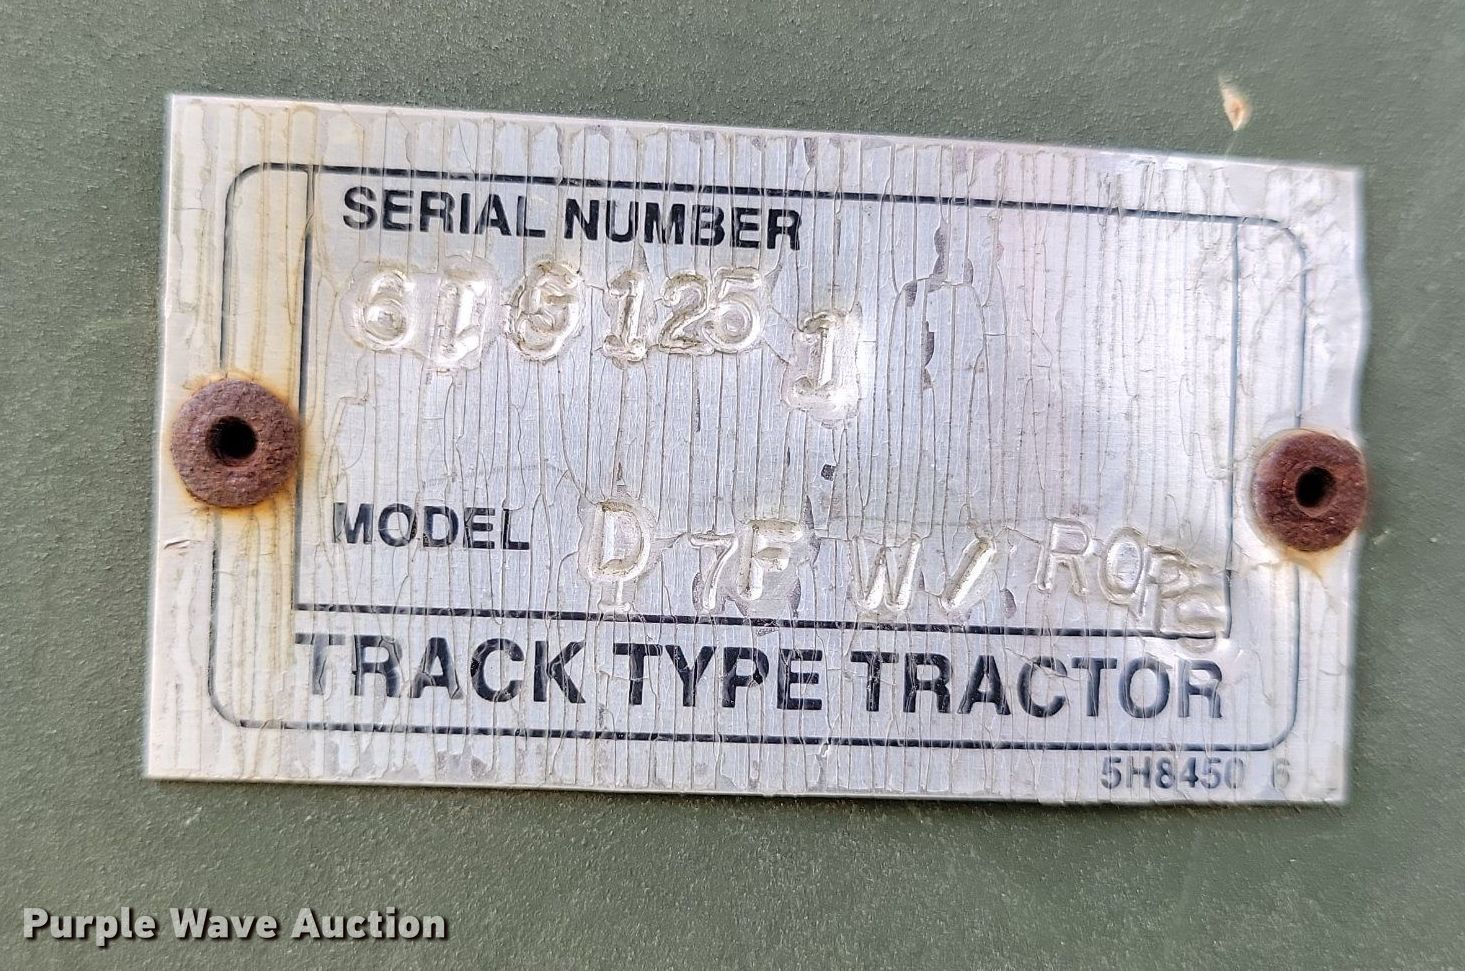 SERIAL NUMBER
61G1251
MODEL D7F W/ ROPS
TRACK TYPE TRACTOR
5H8450 6
Purple Wave Auction